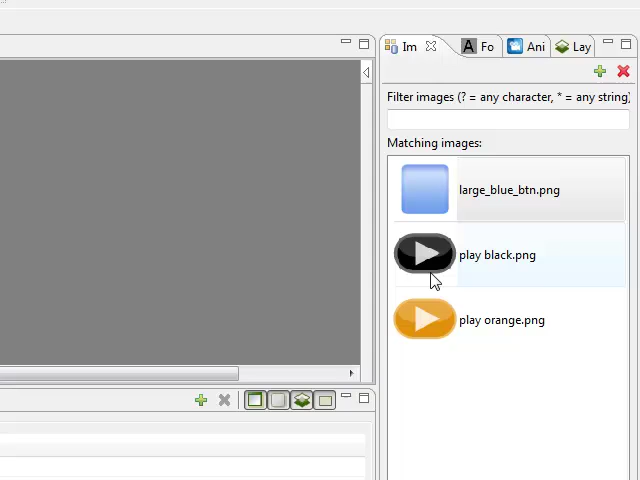 Im
A Fo
Ani
Lay
Filter images (? = any character, * = any string)
Matching images:
large_blue_btn.png
play black.png
play orange.png